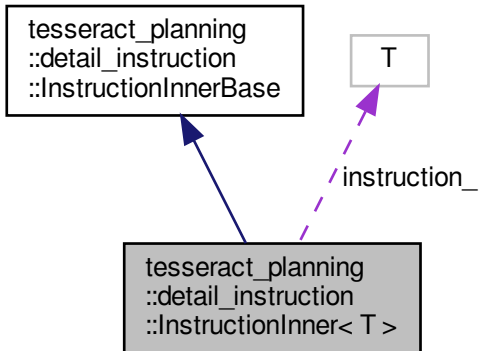 tesseract_planning
::detail_instruction
::InstructionInnerBase
T
instruction_
tesseract_planning
::detail_instruction
::InstructionInner< T >